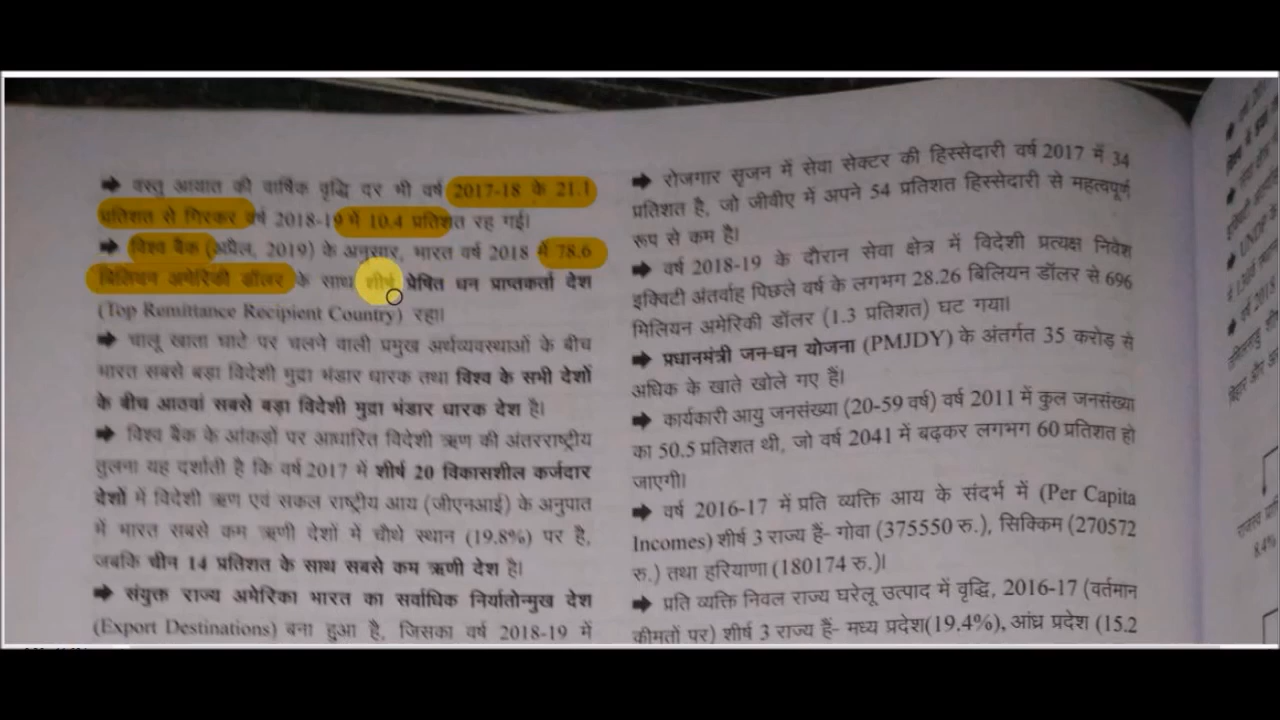 ➡ वस्तु आयात की वार्षिक वृद्धि दर भी वर्ष 2017-18 के 21.1
प्रतिशत से गिरकर वर्ष 2018-19 में 10.4 प्रतिशत रह गई।
➡ विश्व बैंक (अप्रैल, 2019) के अनुसार, भारत वर्ष 2018 में 78.6
बिलियन अमेरिकी डॉलर के साथ शीर्ष प्रेषित धन प्राप्तकर्ता देश
(Top Remittance Recipient Country) रहा।
➡ चालू खाता घाटे पर चलने वाली प्रमुख अर्थव्यवस्थाओं के बीच
भारत सबसे बड़ा विदेशी मुद्रा भंडार धारक तथा विश्व के सभी देशों
के बीच आठवां सबसे बड़ा विदेशी मुद्रा भंडार धारक देश है।
➡ विश्व बैंक के आंकड़ों पर आधारित विदेशी ऋण की अंतरराष्ट्रीय
तुलना यह दर्शाती है कि वर्ष 2017 में शीर्ष 20 विकासशील कर्जदार
देशों में विदेशी ऋण एवं सकल राष्ट्रीय आय (जीएनआई) के अनुपात
में भारत सबसे कम ऋणी देशों में चौथे स्थान (19.8%) पर है,
जबकि चीन 14 प्रतिशत के साथ सबसे कम ऋणी देश है।
➡ संयुक्त राज्य अमेरिका भारत का सर्वाधिक निर्यातोन्मुख देश
(Export Destinations) बना हुआ है, जिसका वर्ष 2018-19 में
➡ रोजगार सृजन में सेवा सेक्टर की हिस्सेदारी वर्ष 2017 में 34
प्रतिशत है, जो जीवीए में अपने 54 प्रतिशत हिस्सेदारी से महत्वपूर्ण
रूप से कम है।
➡ वर्ष 2018-19 के दौरान सेवा क्षेत्र में विदेशी प्रत्यक्ष निवेश
इक्विटी अंतर्वाह पिछले वर्ष के लगभग 28.26 बिलियन डॉलर से 696
मिलियन अमेरिकी डॉलर (1.3 प्रतिशत) घट गया।
➡ प्रधानमंत्री जन-धन योजना (PMJDY) के अंतर्गत 35 करोड़ से
अधिक के खाते खोले गए हैं।
➡ कार्यकारी आयु जनसंख्या (20-59 वर्ष) वर्ष 2011 में कुल जनसंख्या
का 50.5 प्रतिशत थी, जो वर्ष 2041 में बढ़कर लगभग 60 प्रतिशत हो
जाएगी।
➡ वर्ष 2016-17 में प्रति व्यक्ति आय के संदर्भ में (Per Capita
Incomes) शीर्ष 3 राज्य हैं- गोवा (375550 रु.), सिक्किम (270572
रु.) तथा हरियाणा (180174 रु.)।
➡ प्रति व्यक्ति निवल राज्य घरेलू उत्पाद में वृद्धि, 2016-17 (वर्तमान
कीमतों पर) शीर्ष 3 राज्य हैं- मध्य प्रदेश(19.4%), आंध्र प्रदेश (15.2